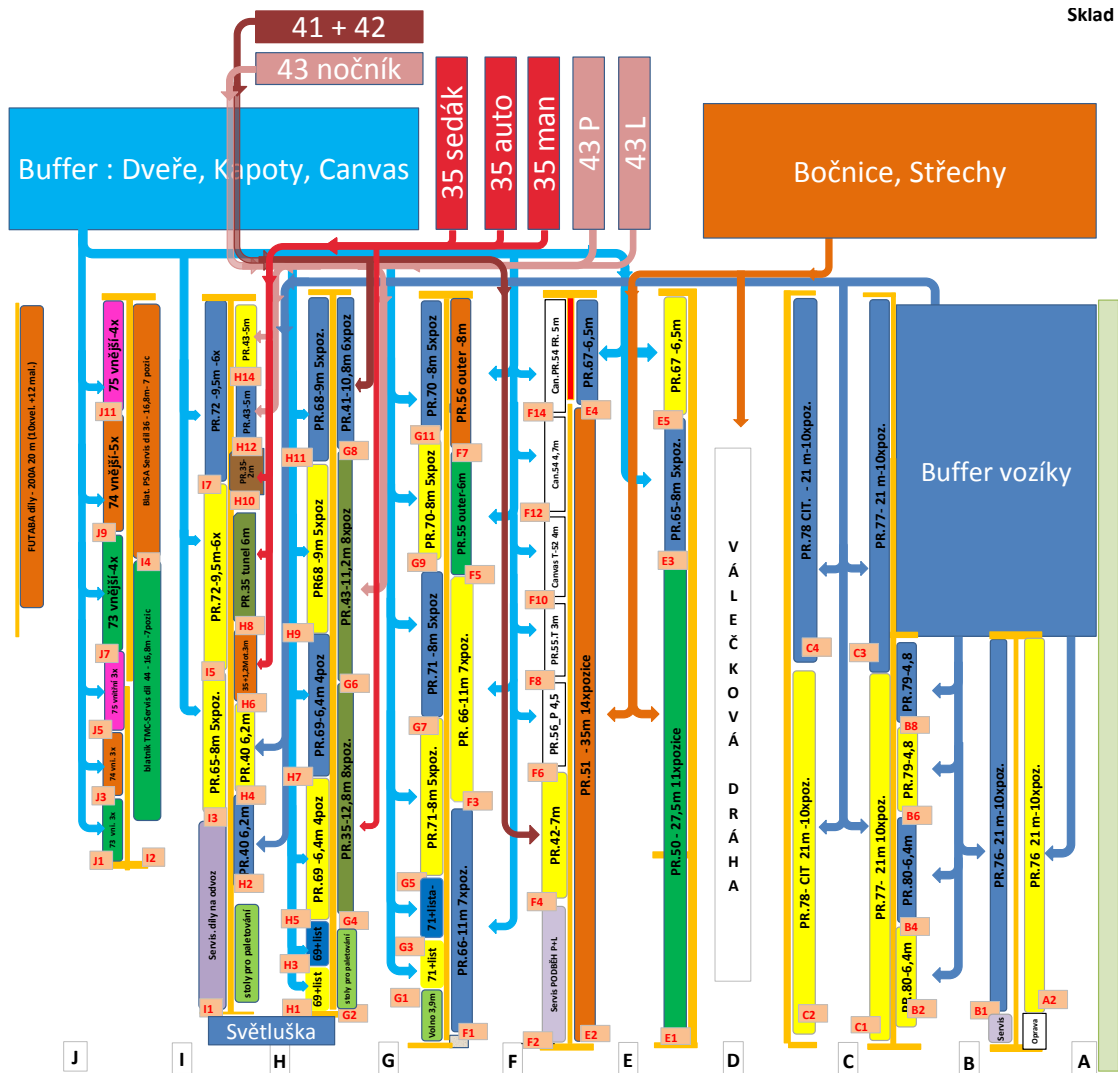 Sklad
41 + 42
43 nočník
Buffer : Dveře, Kapoty, Canvas
35 sedák
35 auto
35 man
43 P
43 L
Bočnice, Střechy
Buffer vozíky
FUTABA díly - 200A 20 m (10xvel. +12 mal.)
75 vnější-4x
J11
74 vnější-5x
J9
73 vnější-4x
J7
75 vnitřní 3x
J5
74 vni. 3x
J3
73 vni. 3x
J1
Blat. PSA Servis díl 36 - 16,8m- 7 pozic
I4
blatník TMC-Servis díl 44 - 16,8m-7pozic
I2
PR.72 -9,5m -6x
I7
PR.72-9,5m-6x
I5
PR.65-8m 5xpoz.
I3
Servis.díly na odvoz
I1
PR.43-5m
H14
PR.43-5m
H12
PR.35-2m
H10
PR.35 tunel 6m
H8
35+1,2Mot.3m
H6
PR.40 6,2m
H4
PR.40 6,2m
H2
stoly pro paletování
Světluška
PR.68-9m 5xpoz.
H11
PR68 -9m 5xpoz
H9
PR.69-6,4m 4poz
H7
PR.69 -6,4m 4poz
H5
69+list
H3
69+list
H1
PR.41-10,8m 6xpoz
G8
PR.43-11,2m 8xpoz
G6
PR.35-12,8m 8xpoz.
G4
stoly pro paletování
G2
PR.70 -8m 5xpoz
G11
PR.70-8m 5xpoz
G9
PR.71 -8m 5xpoz
G7
PR.71-8m 5xpoz.
G5
71+lista-
G3
71+list
G1
Volno 3,9m
PR.56 outer -8m
F7
PR.55 outer-6m
F5
PR. 66-11m 7xpoz.
F3
PR.66-11m 7xpoz.
F1
Can.PR.54 FR. 5m
F14
Can.54 4,7m
F12
Canvas T-52 4m
F10
PR.55.T 3m
F8
PR.56_P 4,5
F6
PR.42-7m
F4
Servis PODBĚH P+L
F2
PR.67-6,5m
E4
PR.51 - 35m 14xpozice
E2
PR.67 -6,5m
E5
PR.65-8m 5xpoz.
E3
PR.50 - 27,5m 11xpozice
E1
VÁLEČKOVÁ DRÁHA
PR.78 CIT. - 21 m-10xpoz.
C4
PR.78- CIT 21m -10xpoz.
C2
PR.77- 21 m-10xpoz.
C3
PR.77- 21m 10xpoz.
C1
PR.79-4,8
B8
PR.79-4,8
B6
PR.80-6,4m
B4
PR.80-6,4m
B2
PR.76- 21 m-10xpoz.
B1
Servis
PR.76 21 m-10xpoz.
A2
Oprava
J
I
H
G
F
E
D
C
B
A